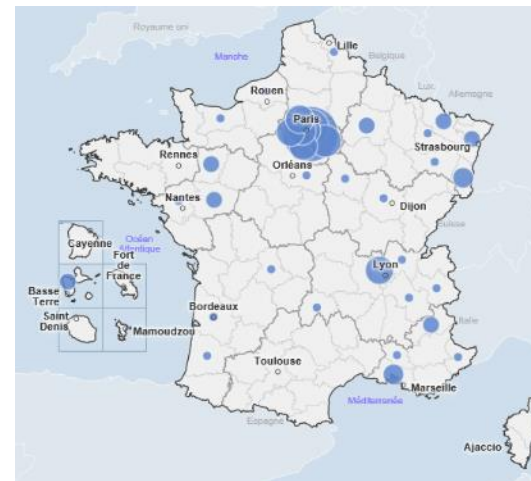 Royaume uni
Lille
Manche
Belgique
Rouen
Lux.
Allemagne
Paris
Strasbourg
Rennes
Orléans
Nantes
Dijon
Suisse
Océan
Atlantique
Cayenne
Fort
de
France
Lyon
Basse
Terre
Bordeaux
Saint
Denis
Mamoudzou
Italie
Toulouse
Marseille
Méditerranée
Espagne
Ajaccio